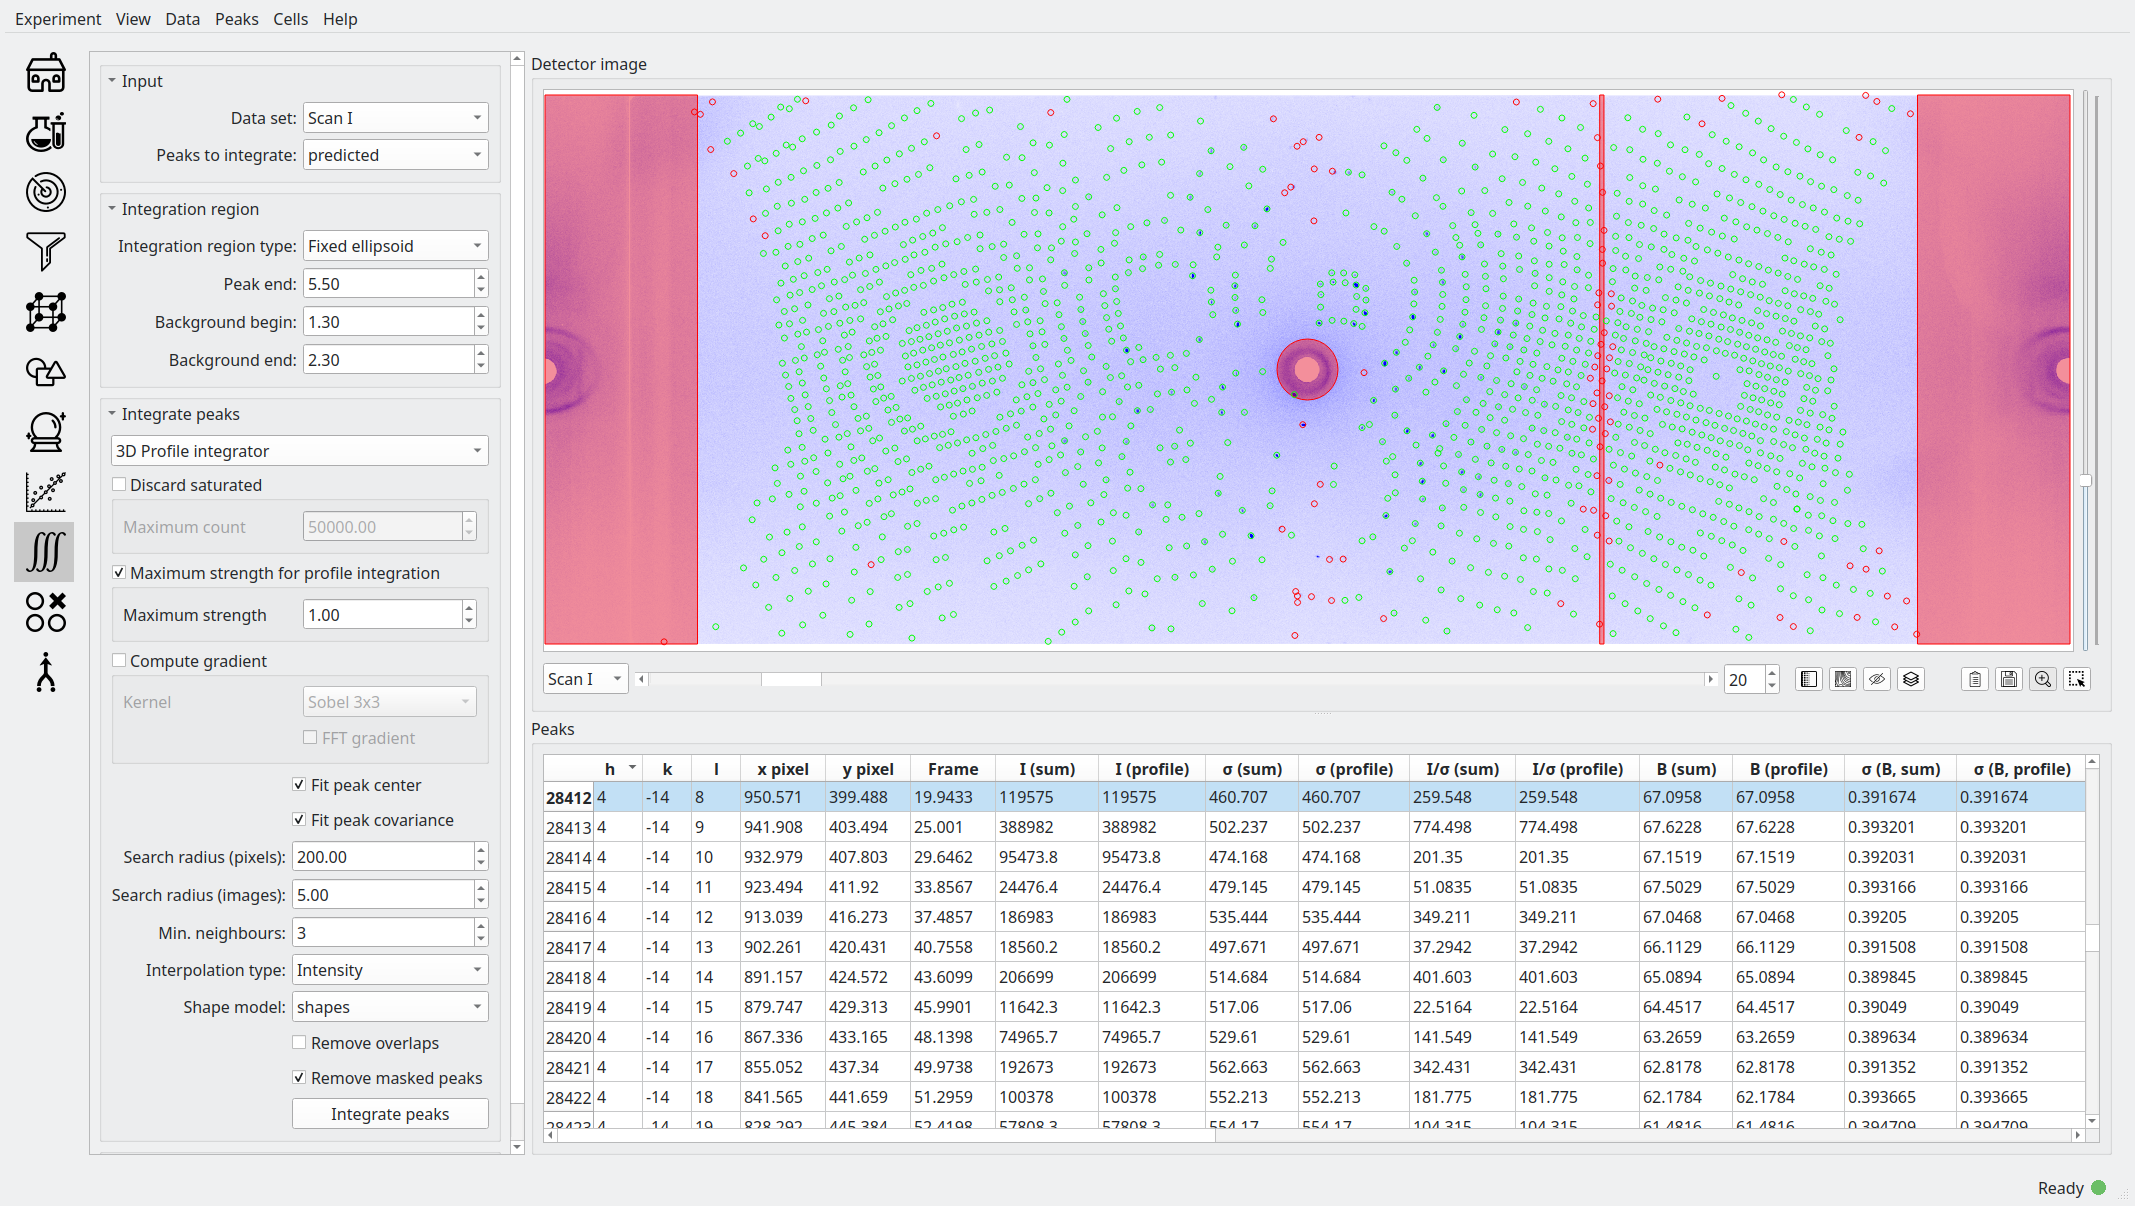 Experiment View Data Peaks Cells Help
Input
Data set: Scan I
Peaks to integrate: predicted
Integration region
Integration region type: Fixed ellipsoid
Peak end: 5.50
Background begin: 1.30
Background end: 2.30
Integrate peaks
3D Profile integrator
Discard saturated
Maximum count 50000.00
Maximum strength for profile integration
Maximum strength 1.00
Compute gradient
Kernel Sobel 3x3
FFT gradient
Fit peak center
Fit peak covariance
Search radius (pixels): 200.00
Search radius (images): 5.00
Min. neighbours: 3
Interpolation type: Intensity
Shape model: shapes
Remove overlaps
Remove masked peaks
Integrate peaks
Detector image
Scan I 20
Peaks
h k l x pixel y pixel Frame I (sum) I (profile) σ (sum) σ (profile) I/σ (sum) I/σ (profile) B (sum) B (profile) σ (B, sum) σ (B, profile)
28412 4 -14 8 950.571 399.488 19.9433 119575 119575 460.707 460.707 259.548 259.548 67.0958 67.0958 0.391674 0.391674
28413 4 -14 9 941.908 403.494 25.001 388982 388982 502.237 502.237 774.498 774.498 67.6228 67.6228 0.393201 0.393201
28414 4 -14 10 932.979 407.803 29.6462 95473.8 95473.8 474.168 474.168 201.35 201.35 67.1519 67.1519 0.392031 0.392031
28415 4 -14 11 923.494 411.92 33.8567 24476.4 24476.4 479.145 479.145 51.0835 51.0835 67.5029 67.5029 0.393166 0.393166
28416 4 -14 12 913.039 416.273 37.4857 186983 186983 535.444 535.444 349.211 349.211 67.0468 67.0468 0.39205 0.39205
28417 4 -14 13 902.261 420.431 40.7558 18560.2 18560.2 497.671 497.671 37.2942 37.2942 66.1129 66.1129 0.391508 0.391508
28418 4 -14 14 891.157 424.572 43.6099 206699 206699 514.684 514.684 401.603 401.603 65.0894 65.0894 0.389845 0.389845
28419 4 -14 15 879.747 429.313 45.9901 11642.3 11642.3 517.06 517.06 22.5164 22.5164 64.4517 64.4517 0.39049 0.39049
28420 4 -14 16 867.336 433.165 48.1398 74965.7 74965.7 529.61 529.61 141.549 141.549 63.2659 63.2659 0.389634 0.389634
28421 4 -14 17 855.052 437.34 49.9738 192673 192673 562.663 562.663 342.431 342.431 62.8178 62.8178 0.391352 0.391352
28422 4 -14 18 841.565 441.659 51.2959 100378 100378 552.213 552.213 181.775 181.775 62.1784 62.1784 0.393665 0.393665
28423 4 -14 19 828.292 445.384 52.4198 57808.3 57808.3 554.17 554.17 104.315 104.315 61.4816 61.4816 0.394709 0.394709
Ready